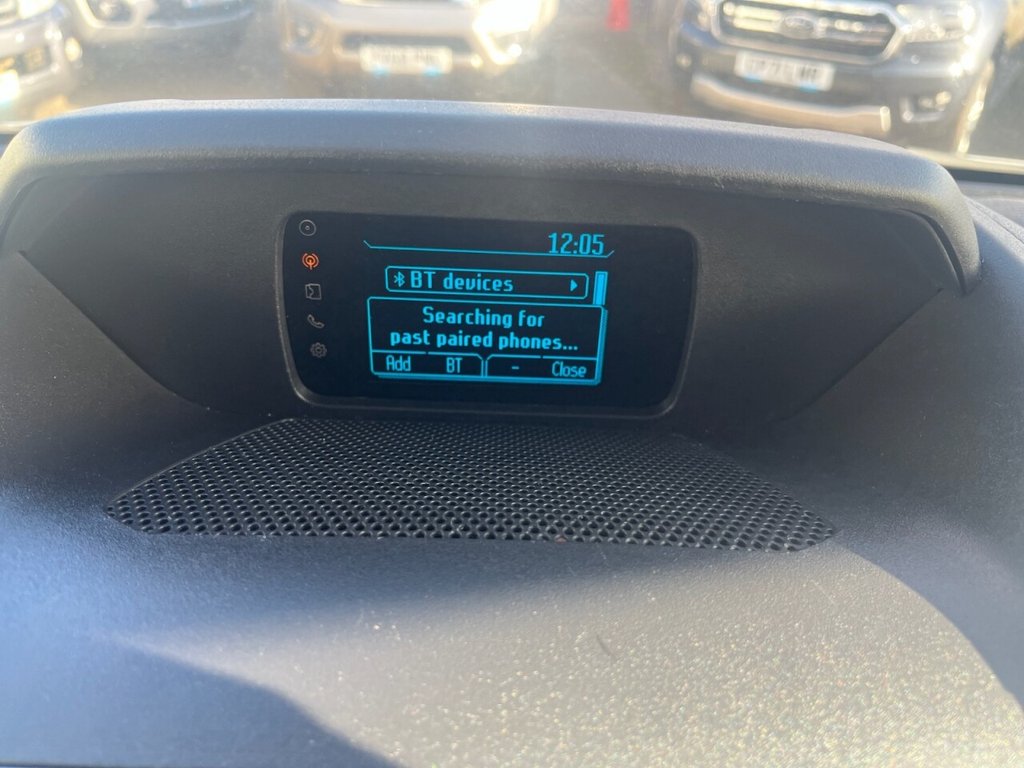 12:05
BT devices
Searching for
past paired phones...
Add BT - Close